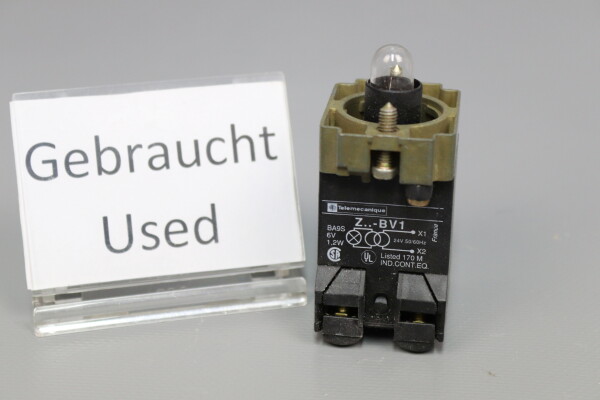 Gebraucht
Used
Telemecanique
Z..-BV1
BA9S
6V
1,2W
X1
24V.50/60Hz
X2
France
UL Listed 170 M
IND.CONT.EQ.